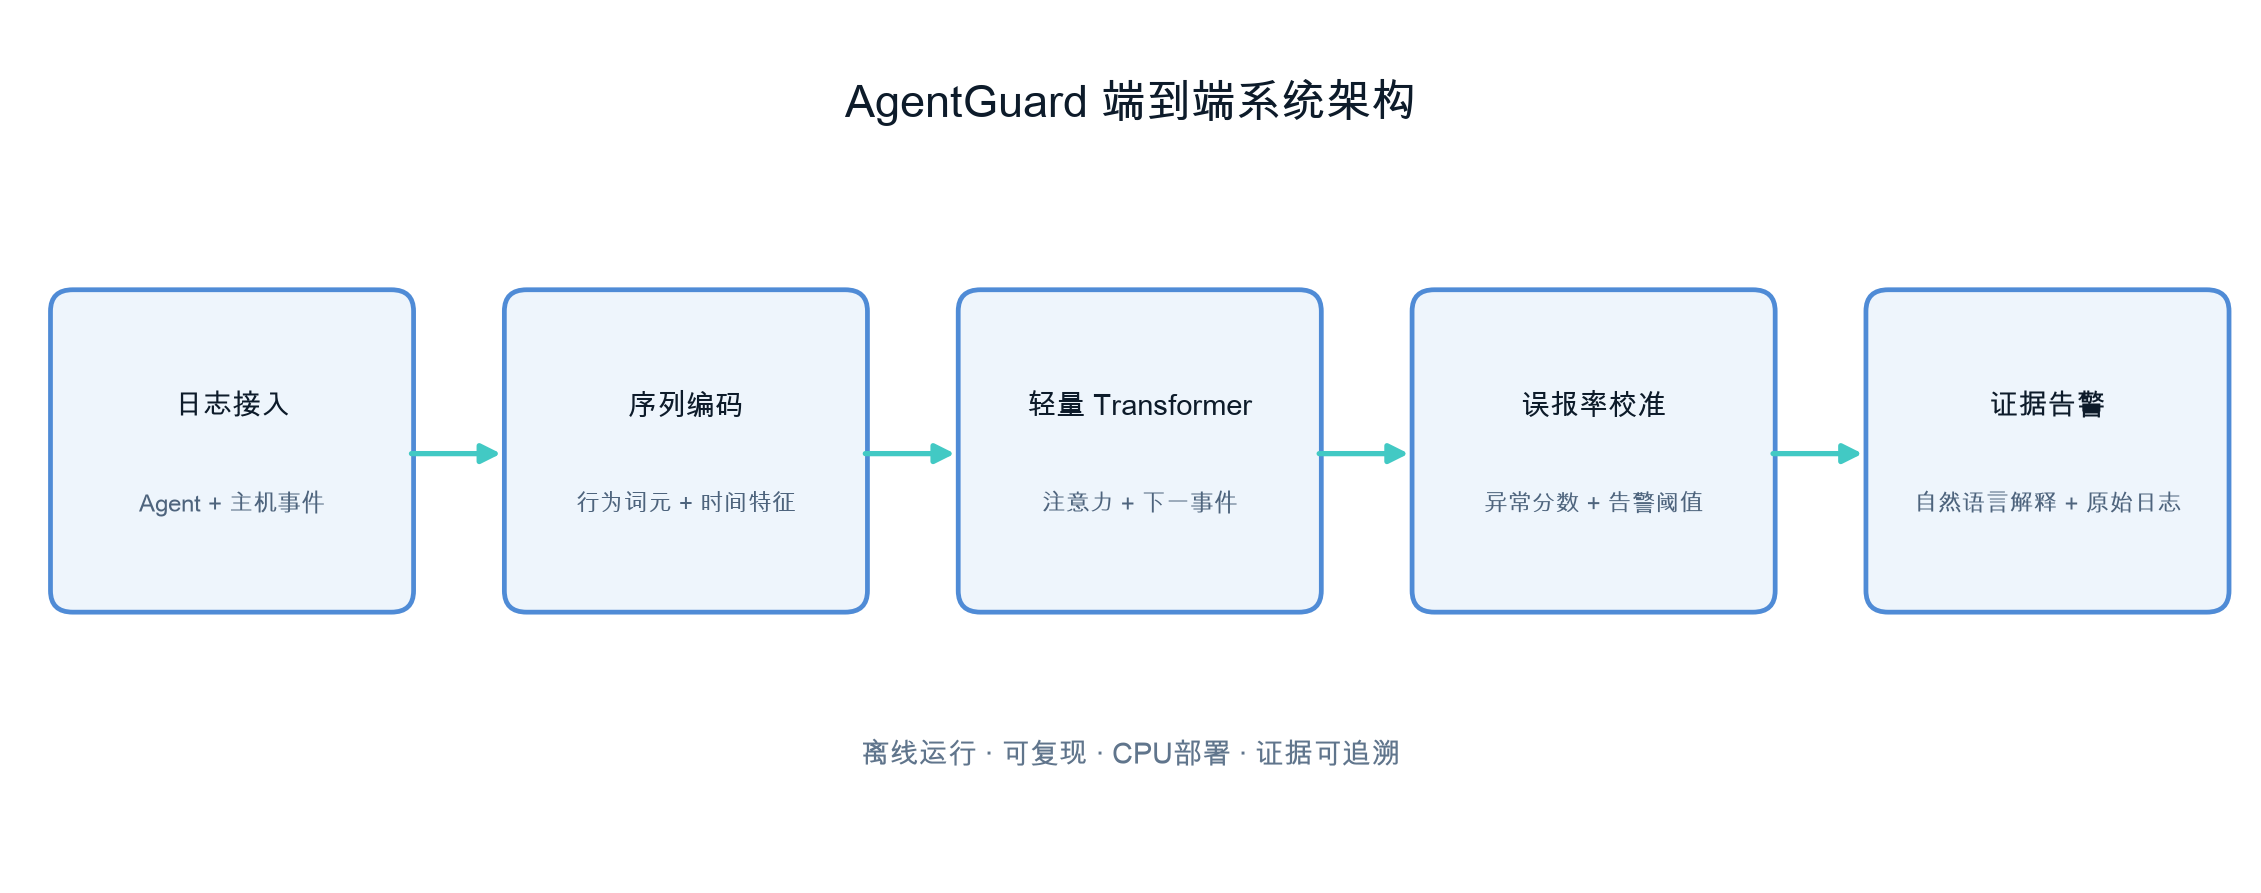 AgentGuard 端到端系统架构
日志接入
Agent + 主机事件
序列编码
行为词元 + 时间特征
轻量 Transformer
注意力 + 下一事件
误报率校准
异常分数 + 告警阈值
证据告警
自然语言解释 + 原始日志
离线运行 · 可复现 · CPU部署 · 证据可追溯